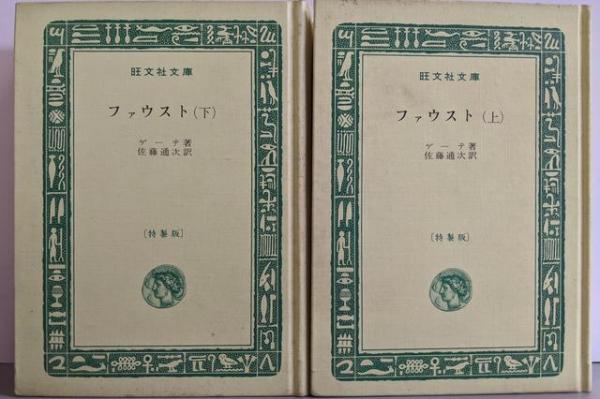 旺文社文庫
ファウスト(下)
ゲーテ著
佐藤通次訳
[特製版]
旺文社文庫
ファウスト(上)
ゲーテ著
佐藤通次訳
[特製版]